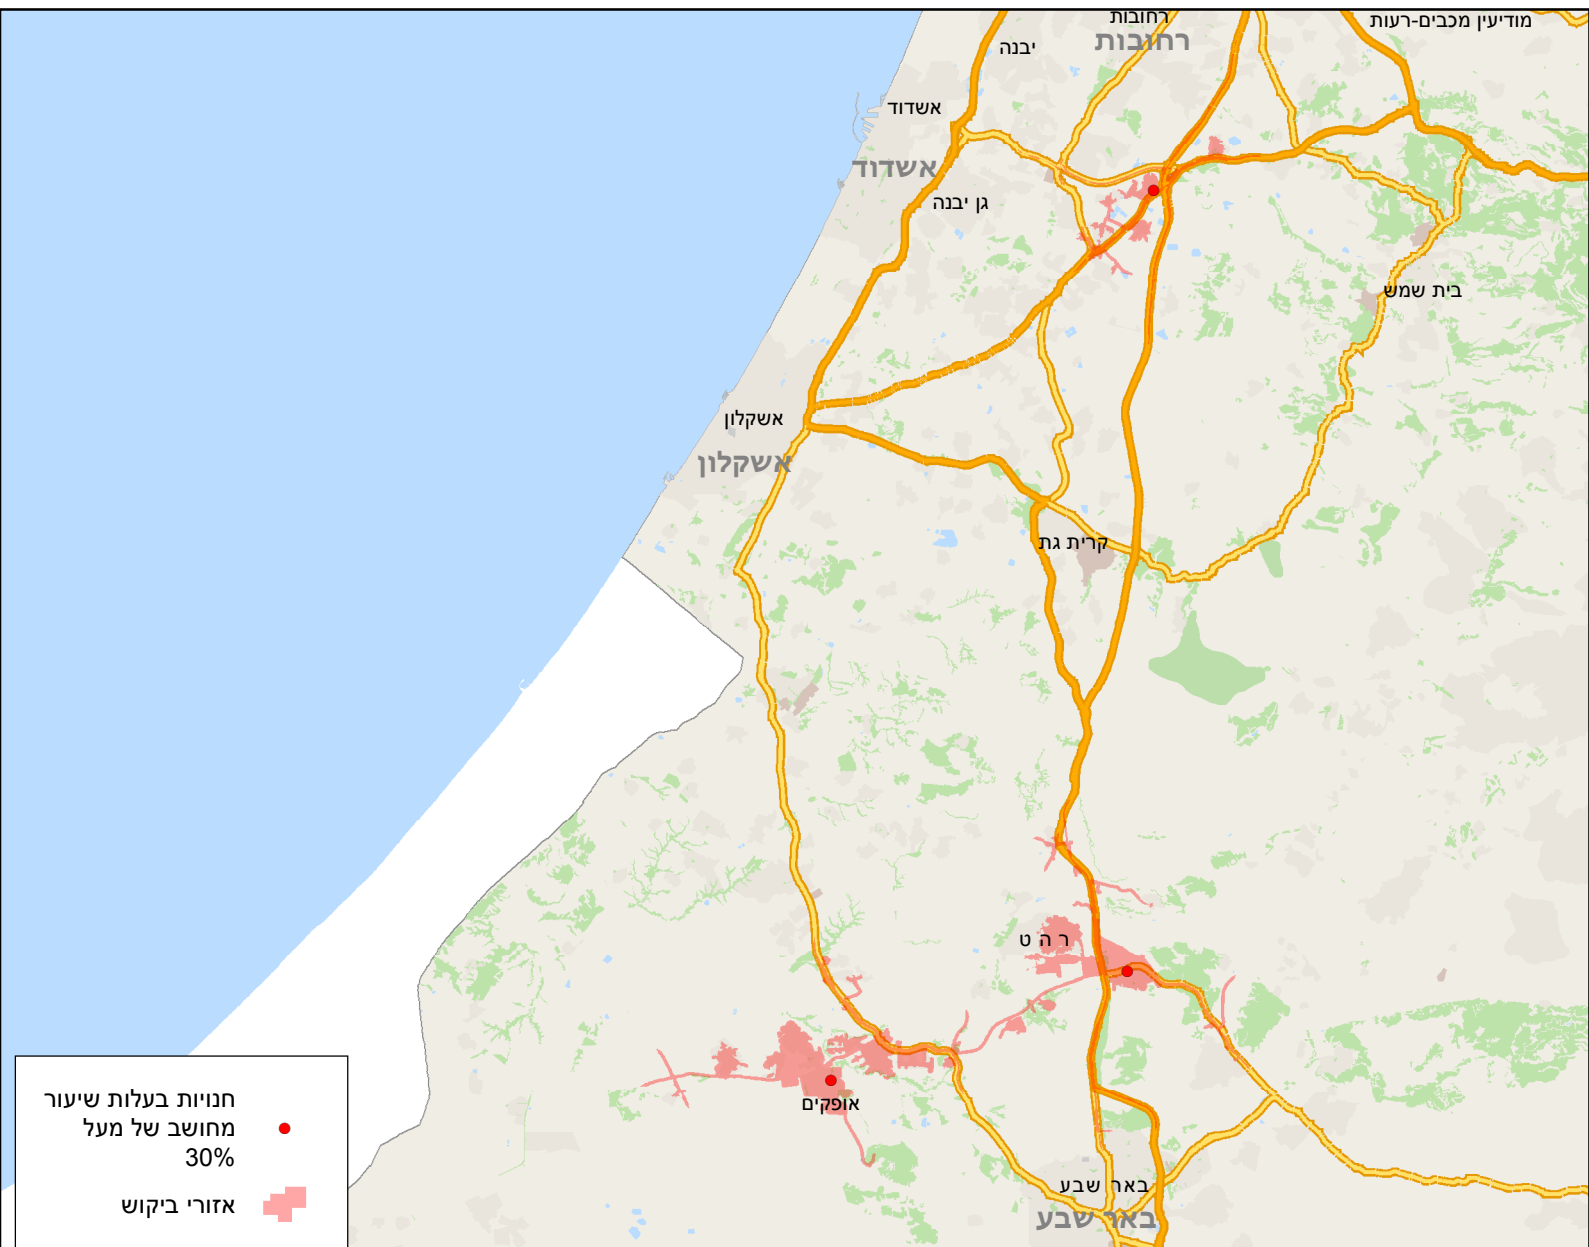 רחובות
מודיעין מכבים-רעות
רחובות
יבנה
אשדוד
אשדוד
גן יבנה
בית שמש
אשקלון
אשקלון
קרית גת
ר ה ט
אופקים
באר שבע
באר שבע
חנויות בעלות שיעור
מחושב של מעל
30%
אזורי ביקוש